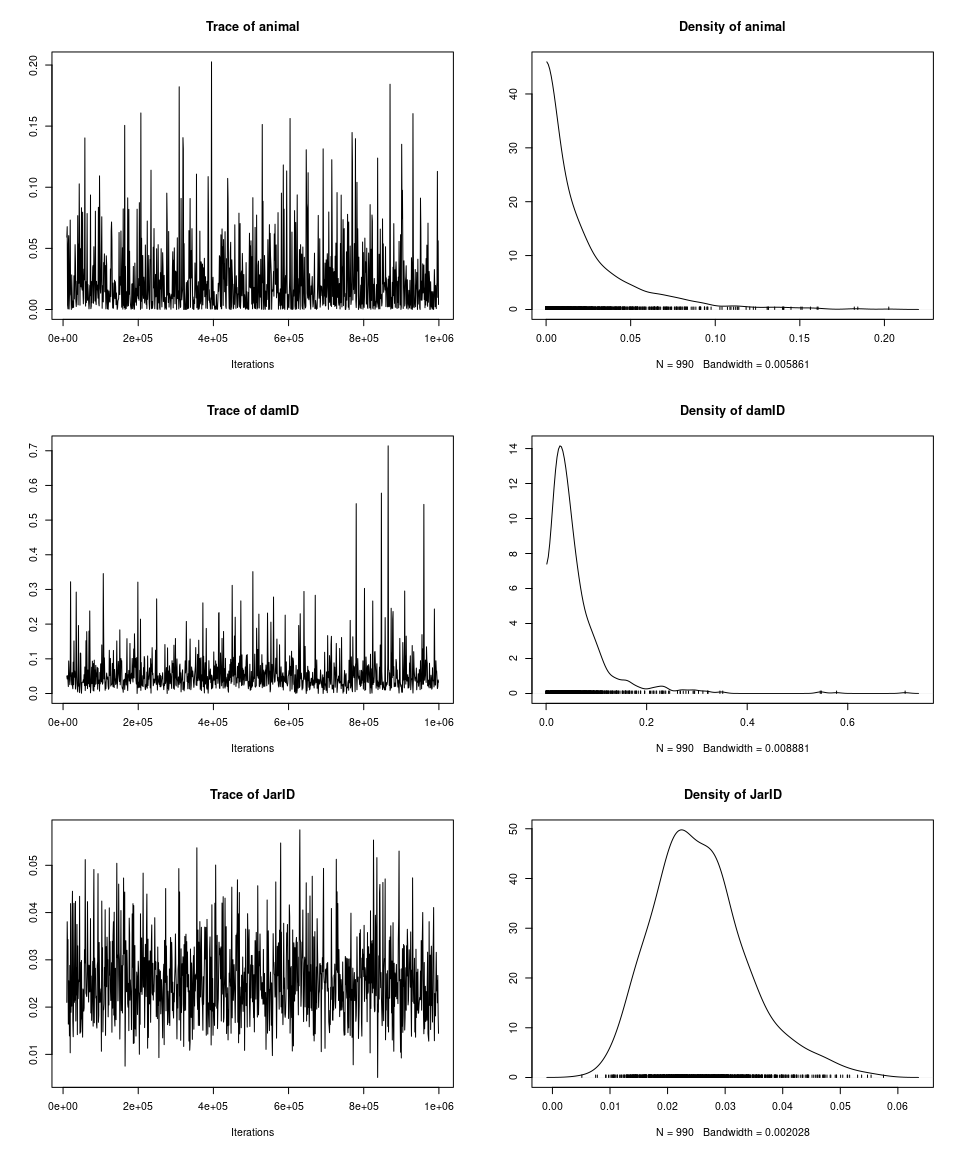 Trace of animal
0.20
0.15
0.10
0.05
0.00
0e+00 2e+05 4e+05 6e+05 8e+05 1e+06
Iterations
Density of animal
40
30
20
10
0
0.00 0.05 0.10 0.15 0.20
N = 990 Bandwidth = 0.005861
Trace of damID
0.7
0.6
0.5
0.4
0.3
0.2
0.1
0.0
0e+00 2e+05 4e+05 6e+05 8e+05 1e+06
Iterations
Density of damID
14
12
10
8
6
4
2
0
0.0 0.2 0.4 0.6
N = 990 Bandwidth = 0.008881
Trace of JarID
0.05
0.04
0.03
0.02
0.01
0e+00 2e+05 4e+05 6e+05 8e+05 1e+06
Iterations
Density of JarID
50
40
30
20
10
0
0.00 0.01 0.02 0.03 0.04 0.05 0.06
N = 990 Bandwidth = 0.002028